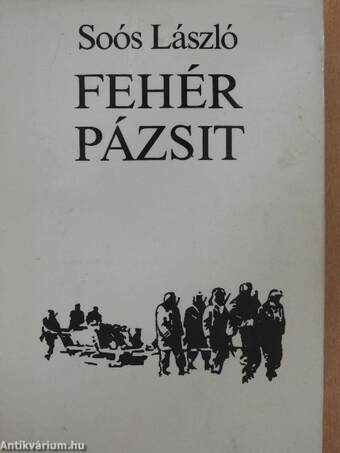 Soós László
FEHÉR
PÁZSIT
Antikvárium.hu